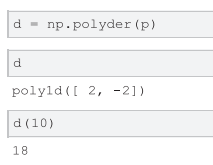 d = np.polyder(p)
d
poly1d([ 2, -2])
d(10)
18